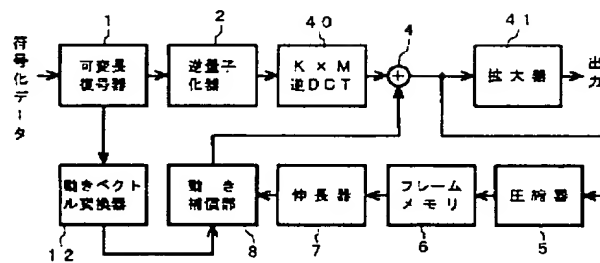 1
2
40
4
41
符号化データ
可変長
復号器
逆量子
化器
K×M
逆DCT
+
拡大器
出力
動きベクト
ル変換器
動き
補償部
伸長器
フレーム
メモリ
圧縮器
12
8
7
6
5